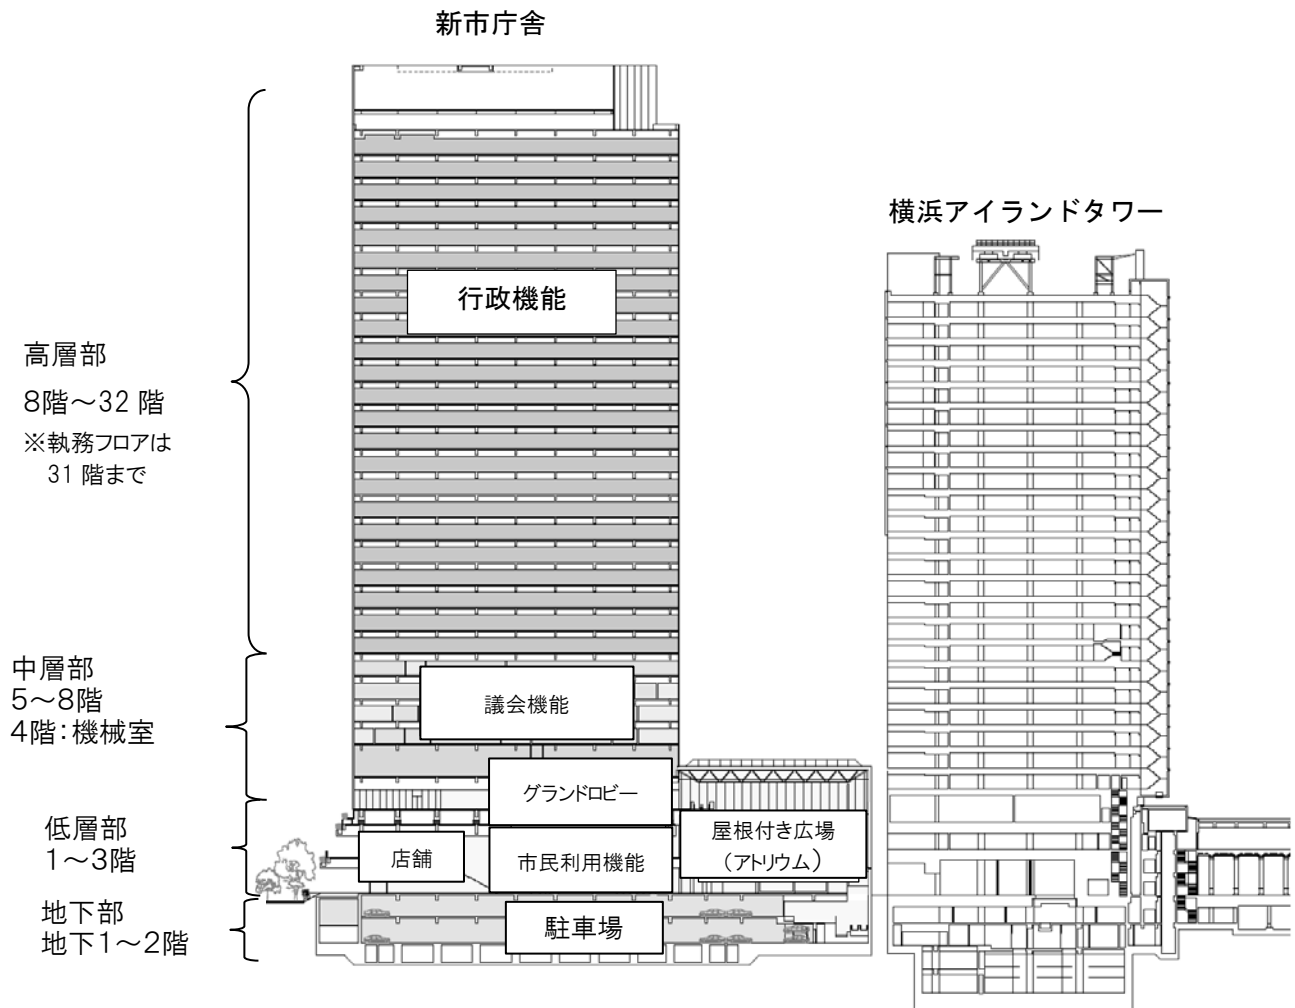 新市庁舎
横浜アイランドタワー
行政機能
高層部
8階～32 階
※執務フロアは
31 階まで
中層部
5～8階
4階：機械室
議会機能
グランドロビー
低層部
1～3階
店舗
市民利用機能
屋根付き広場
（アトリウム）
地下部
地下1～2階
駐車場